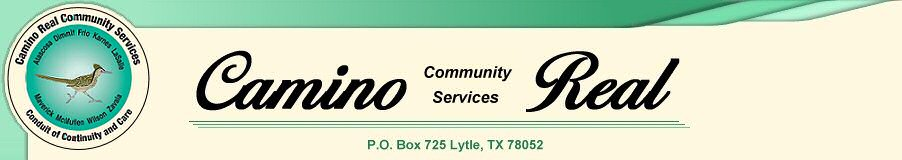 Camino Real Community Services
Atascosa Dimmit Frio Karnes LaSalle
Maverick McMullen Wilson Zavala
Conduit of Continuity and Care
Camino Community Services Real
P.O. Box 725 Lytle, TX 78052